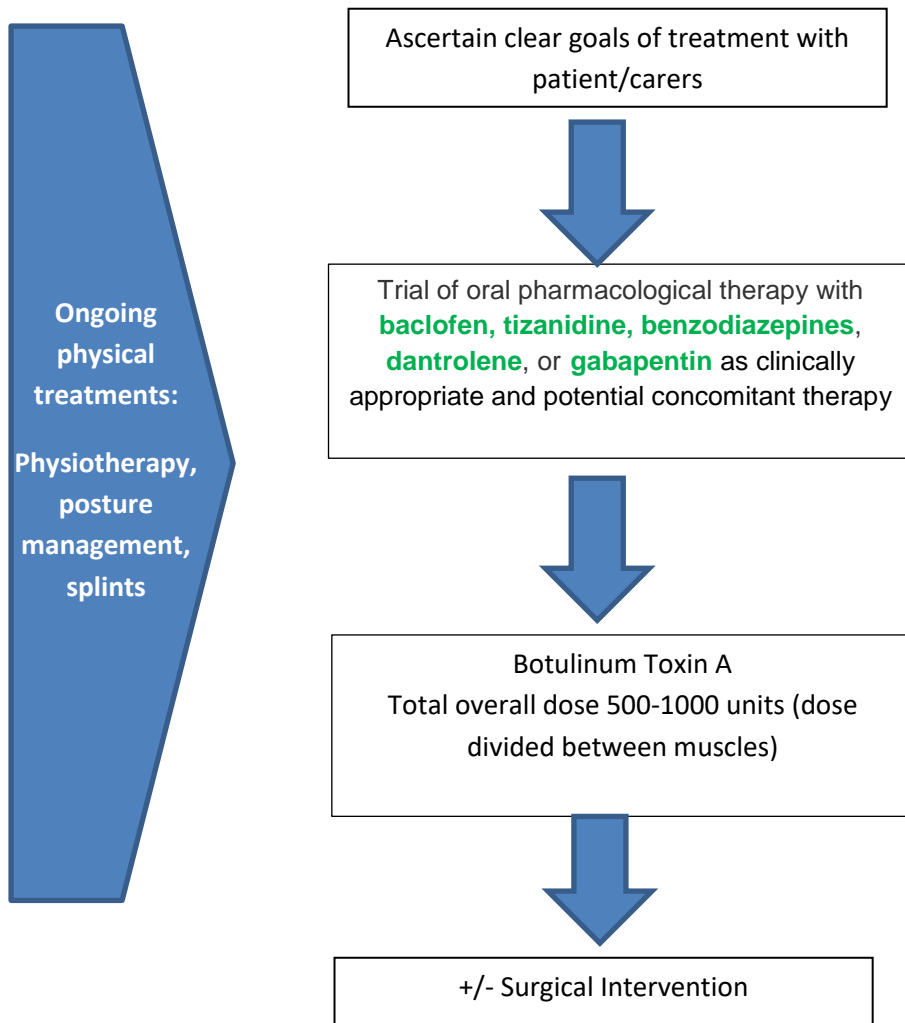 Ascertain clear goals of treatment with
patient/carers
Ongoing
physical
treatments:
Physiotherapy,
posture
management,
splints
Trial of oral pharmacological therapy with
baclofen, tizanidine, benzodiazepines,
dantrolene, or gabapentin as clinically
appropriate and potential concomitant therapy
Botulinum Toxin A
Total overall dose 500-1000 units (dose
divided between muscles)
+/- Surgical Intervention